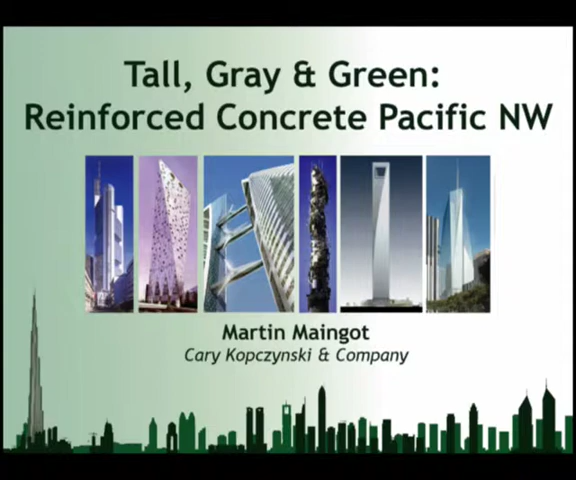 Tall, Gray & Green:
Reinforced Concrete Pacific NW
Martin Maingot
Cary Kopczynski & Company